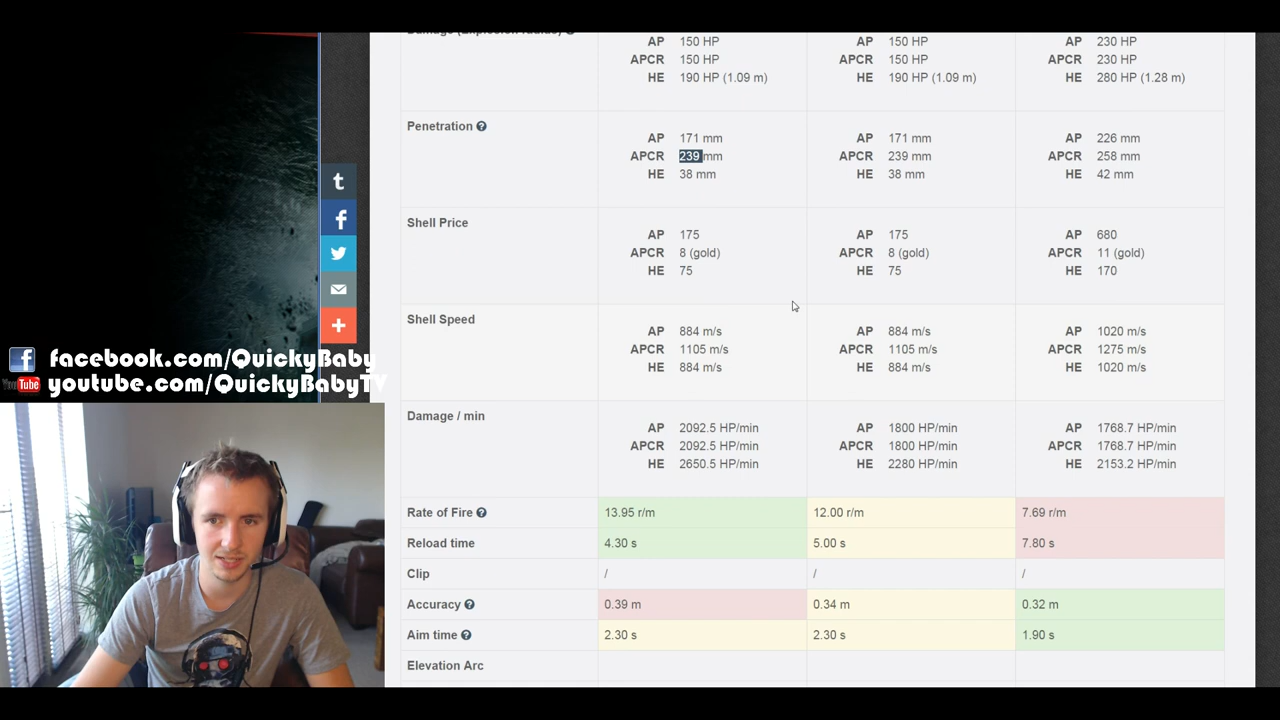 Damage (Explosion radius)
AP 150 HP AP 150 HP AP 230 HP
APCR 150 HP APCR 150 HP APCR 230 HP
HE 190 HP (1.09 m) HE 190 HP (1.09 m) HE 280 HP (1.28 m)
Penetration ?
AP 171 mm AP 171 mm AP 226 mm
APCR 239 mm APCR 239 mm APCR 258 mm
HE 38 mm HE 38 mm HE 42 mm
Shell Price
AP 175 AP 175 AP 680
APCR 8 (gold) APCR 8 (gold) APCR 11 (gold)
HE 75 HE 75 HE 170
Shell Speed
AP 884 m/s AP 884 m/s AP 1020 m/s
APCR 1105 m/s APCR 1105 m/s APCR 1275 m/s
HE 884 m/s HE 884 m/s HE 1020 m/s
Damage / min
AP 2092.5 HP/min AP 1800 HP/min AP 1768.7 HP/min
APCR 2092.5 HP/min APCR 1800 HP/min APCR 1768.7 HP/min
HE 2650.5 HP/min HE 2280 HP/min HE 2153.2 HP/min
Rate of Fire ? 13.95 r/m 12.00 r/m 7.69 r/m
Reload time 4.30 s 5.00 s 7.80 s
Clip / / /
Accuracy ? 0.39 m 0.34 m 0.32 m
Aim time ? 2.30 s 2.30 s 1.90 s
Elevation Arc
t
f
+
f facebook.com/QuickyBaby
You Tube youtube.com/QuickyBabyTV